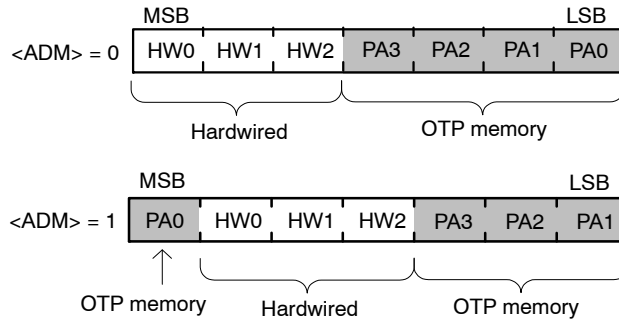 MSB LSB
<ADM> = 0 HW0 HW1 HW2 PA3 PA2 PA1 PA0
Hardwired OTP memory
MSB LSB
<ADM> = 1 PA0 HW0 HW1 HW2 PA3 PA2 PA1
OTP memory Hardwired OTP memory